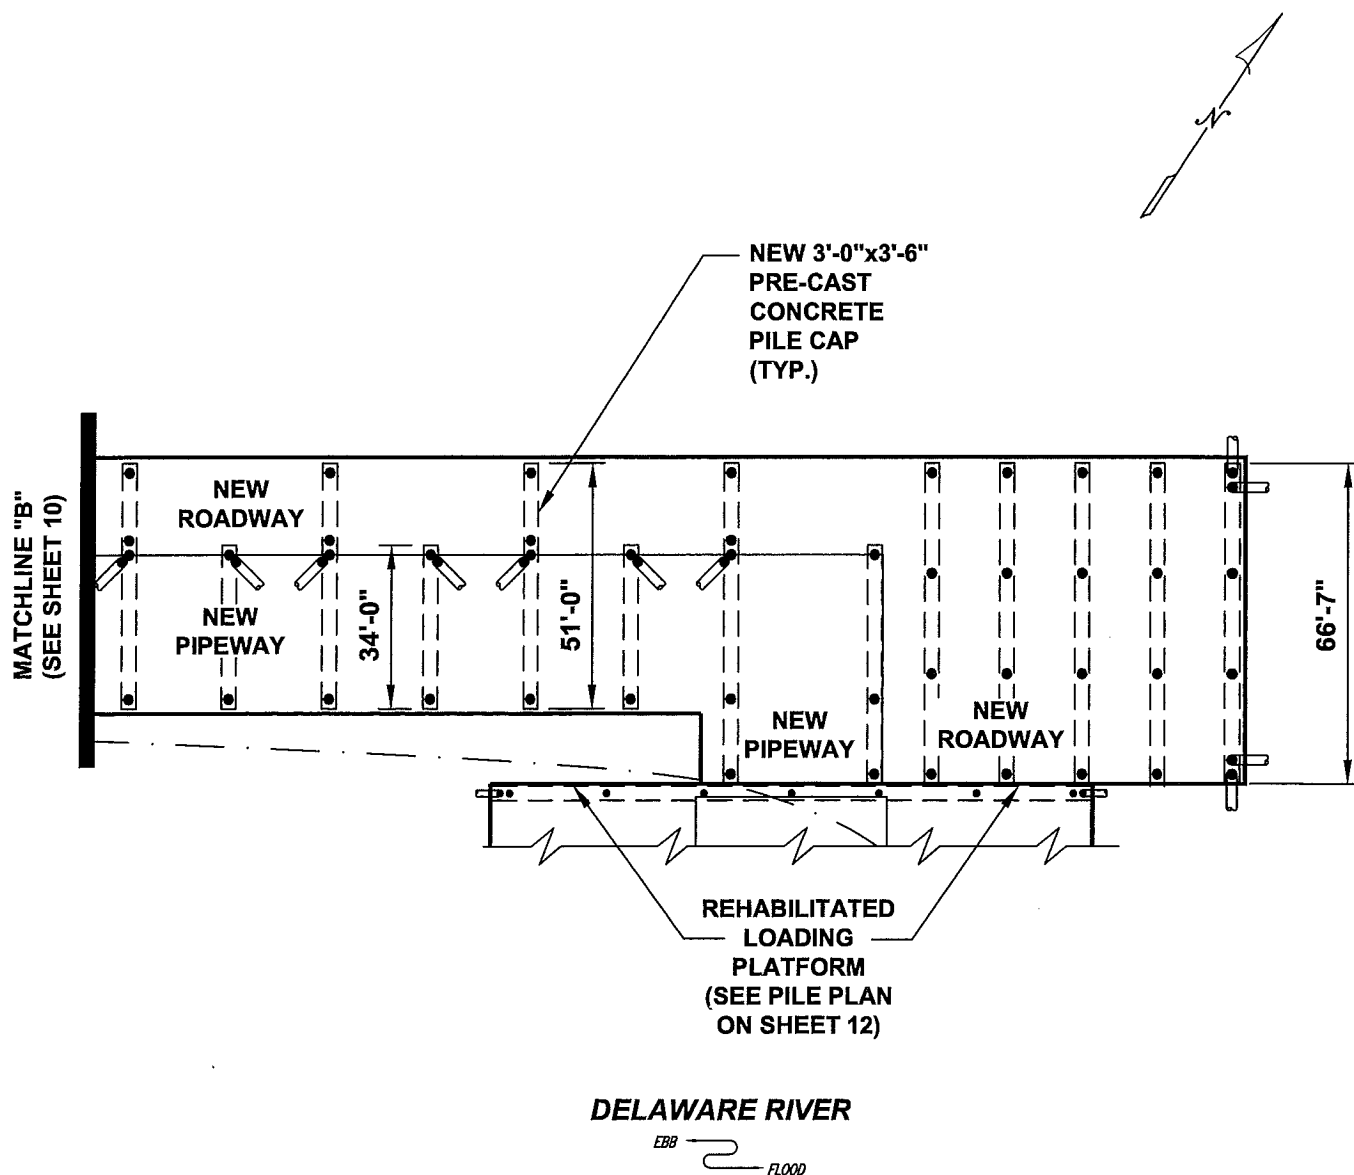 N
NEW 3'-0"x3'-6"
PRE-CAST
CONCRETE
PILE CAP
(TYP.)
MATCHLINE "B"
(SEE SHEET 10)
NEW
ROADWAY
NEW
PIPEWAY
34'-0"
51'-0"
66'-7"
NEW
PIPEWAY
NEW
ROADWAY
REHABILITATED
LOADING
PLATFORM
(SEE PILE PLAN
ON SHEET 12)
DELAWARE RIVER
EBB
FLOOD